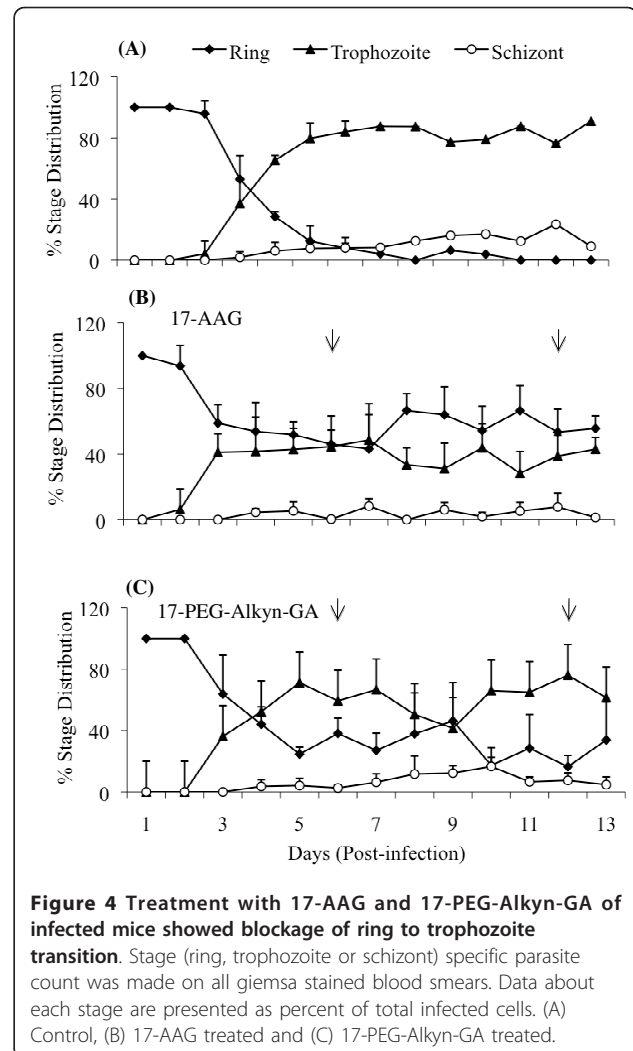 (A) Ring Trophozoite Schizont
120
80
40
0
% Stage Distribution
(B)
17-AAG
120
80
40
0
% Stage Distribution
(C)
17-PEG-Alkyn-GA
120
80
40
0
% Stage Distribution
1 3 5 7 9 11 13
Days (Post-infection)
Figure 4 Treatment with 17-AAG and 17-PEG-Alkyn-GA of
infected mice showed blockage of ring to trophozoite
transition. Stage (ring, trophozoite or schizont) specific parasite
count was made on all giemsa stained blood smears. Data about
each stage are presented as percent of total infected cells. (A)
Control, (B) 17-AAG treated and (C) 17-PEG-Alkyn-GA treated.